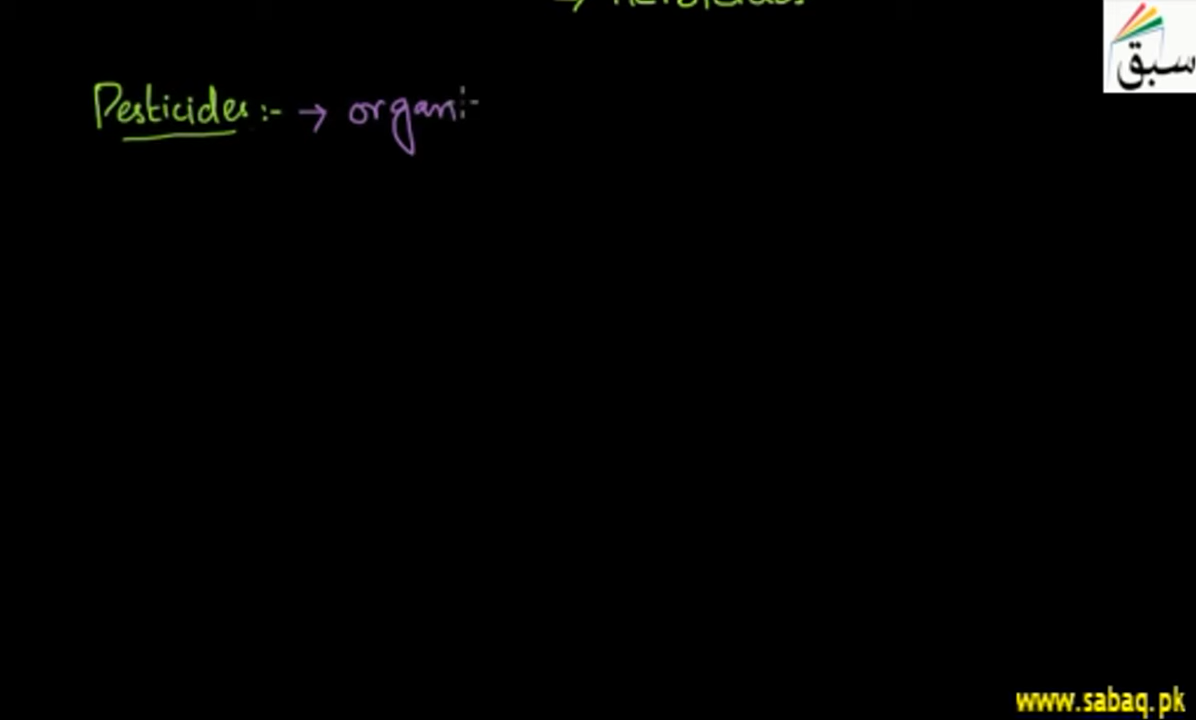 سبق
Pesticides :- → organi
www.sabaq.pk